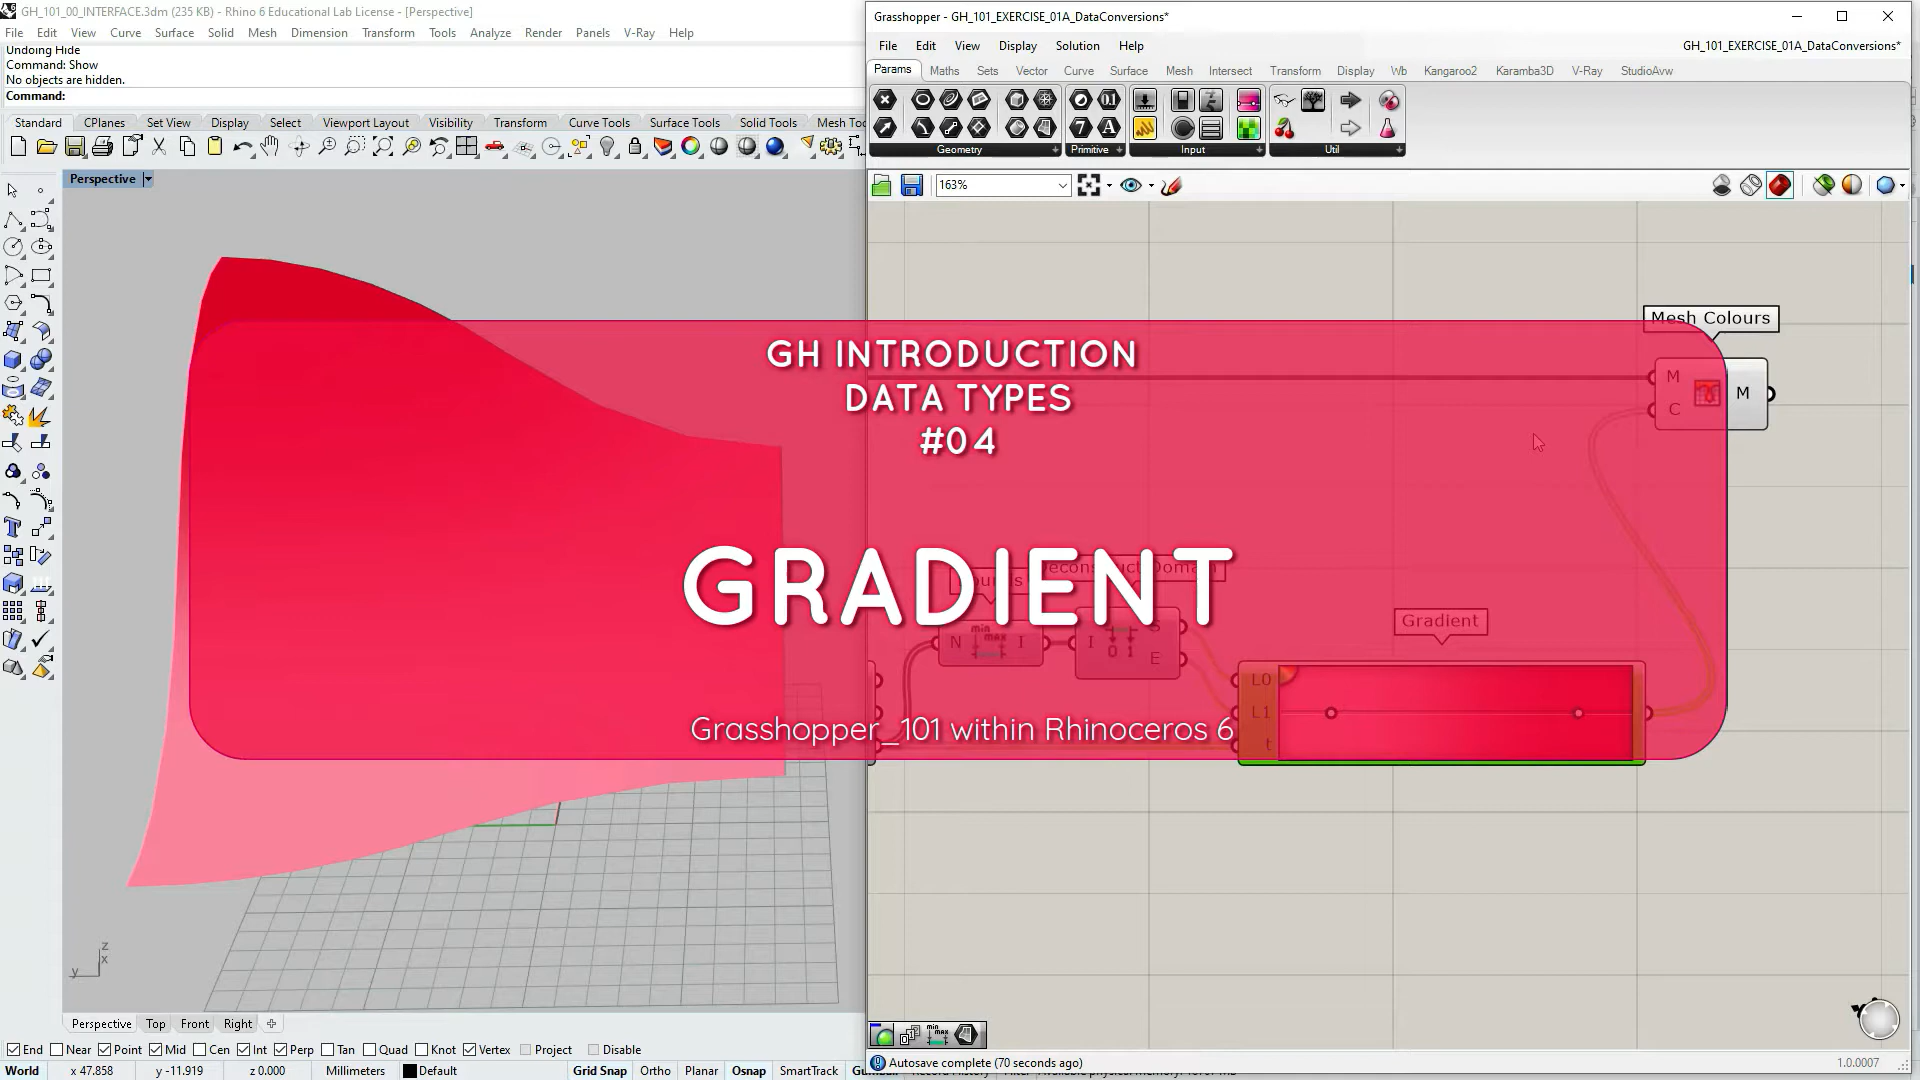 GH_101_00_INTERFACE.3dm (235 KB) - Rhino 6 Educational Lab License - [Perspective]
File Edit View Curve Surface Solid Mesh Dimension Transform Tools Analyze Render Panels V-Ray Help
Undoing Hide
Command: Show
No objects are hidden.
Command:
Standard CPlanes Set View Display Select Viewport Layout Visibility Transform Curve Tools Surface Tools Solid Tools Mesh Too
Perspective
z
x
y
Perspective Top Front Right
End Near Point Mid Cen Int Perp Tan Quad Knot Vertex Project Disable
World x 47.858 y -11.919 z 0.000 Millimeters Default Grid Snap Ortho Planar Osnap SmartTrack
Grasshopper - GH_101_EXERCISE_01A_DataConversions*
File Edit View Display Solution Help
GH_101_EXERCISE_01A_DataConversions*
Params Maths Sets Vector Curve Surface Mesh Intersect Transform Display Wb Kangaroo2 Karamba3D V-Ray StudioAvw
Geometry Primitive Input Util
163%
Mesh Colours
M
C
M
GH INTRODUCTION
DATA TYPES
#04
GRADIENT
Grasshopper_101 within Rhinoceros 6
min
max
N I
I
0 1
S
E
Gradient
L0
L1
t
Autosave complete (70 seconds ago)
1.0.0007